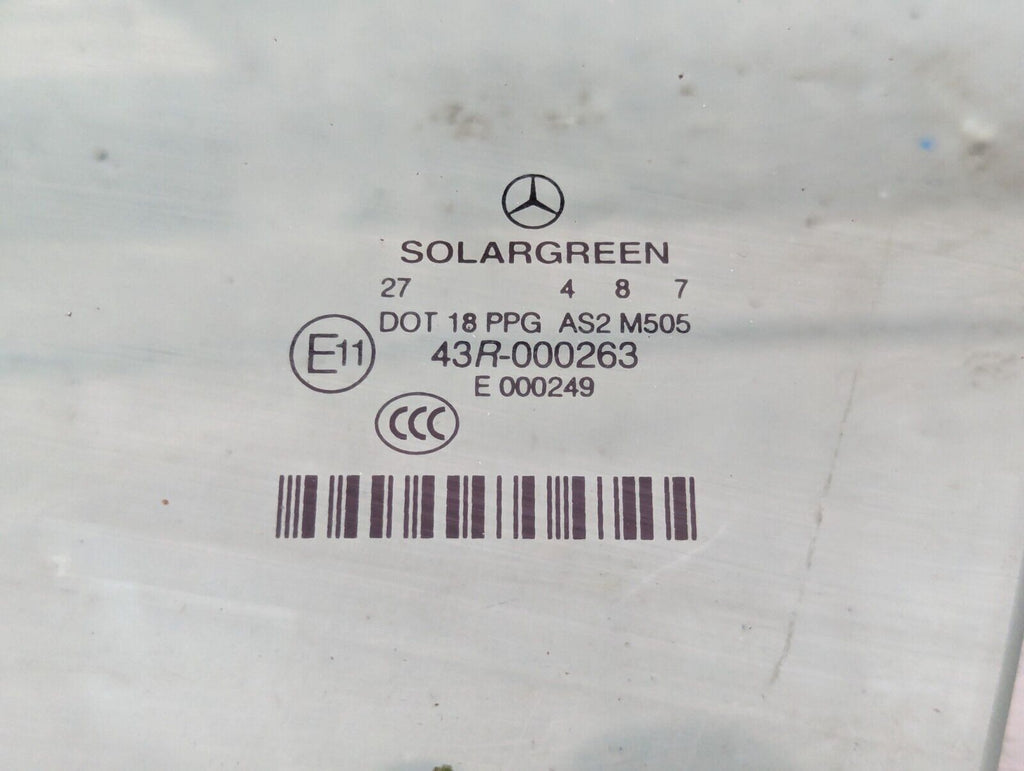 SOLARGREEN
27 4 8 7
DOT 18 PPG AS2 M505
E11 43R-000263
E 000249
CCC